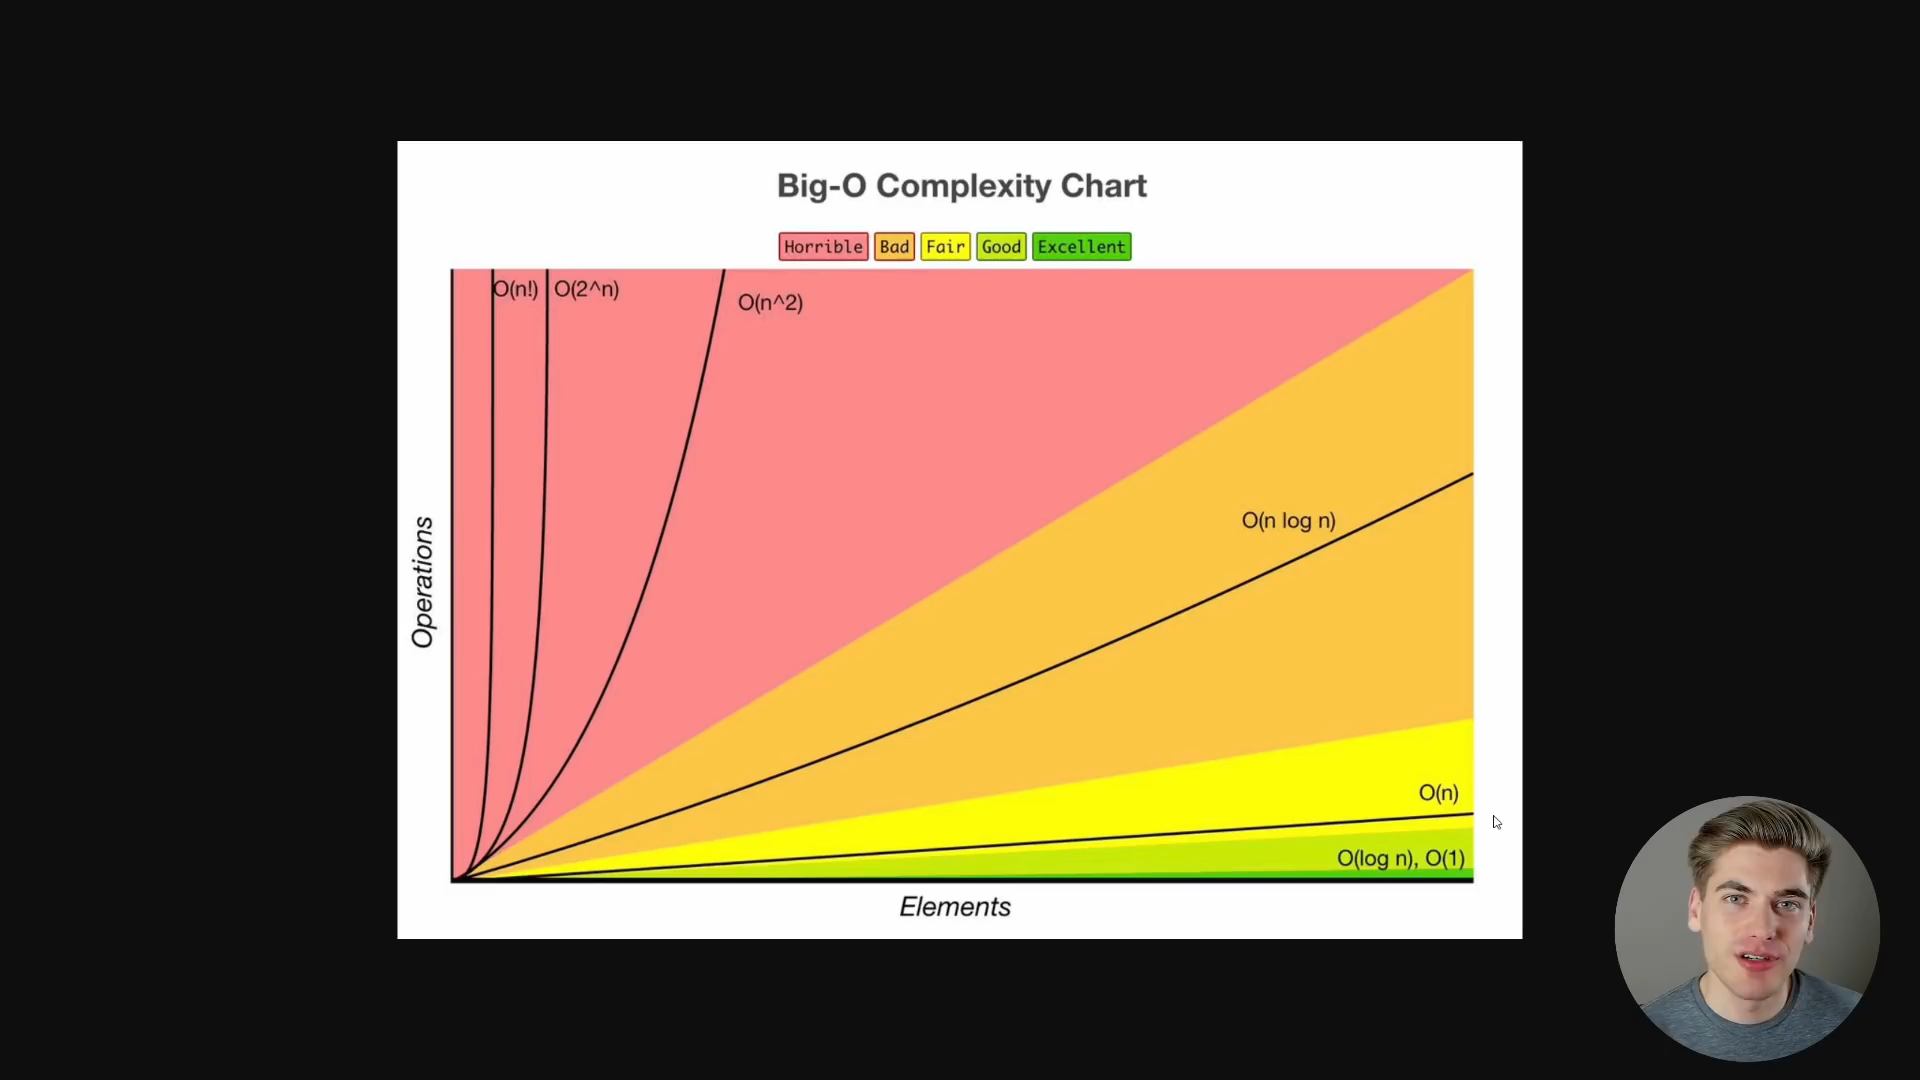 Big-O Complexity Chart
Horrible Bad Fair Good Excellent
O(n!) O(2^n)
O(n^2)
O(n log n)
O(n)
O(log n), O(1)
Operations
Elements